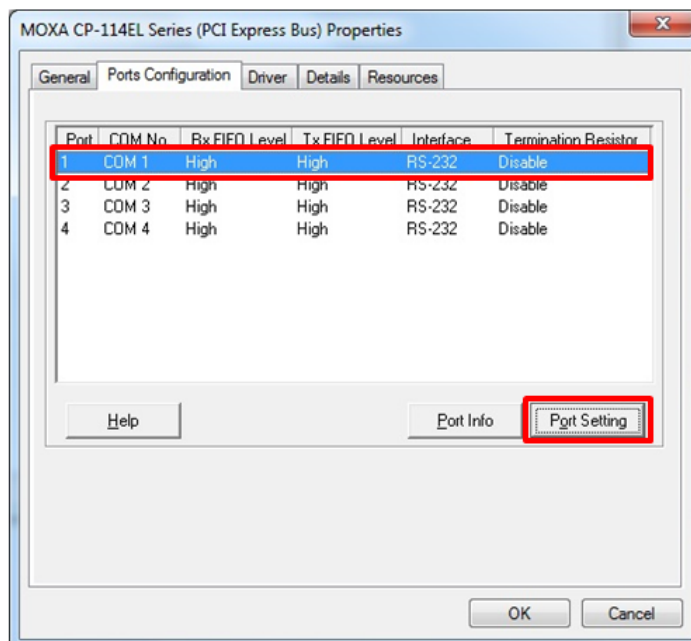 MOXA CP-114EL Series (PCI Express Bus) Properties
General Ports Configuration Driver Details Resources
Port COM No. Rx FIFO Level Tx FIFO Level Interface Termination Resistor
1 COM 1 High High RS-232 Disable
2 COM 2 High High RS-232 Disable
3 COM 3 High High RS-232 Disable
4 COM 4 High High RS-232 Disable
Help Port Info Port Setting
OK Cancel